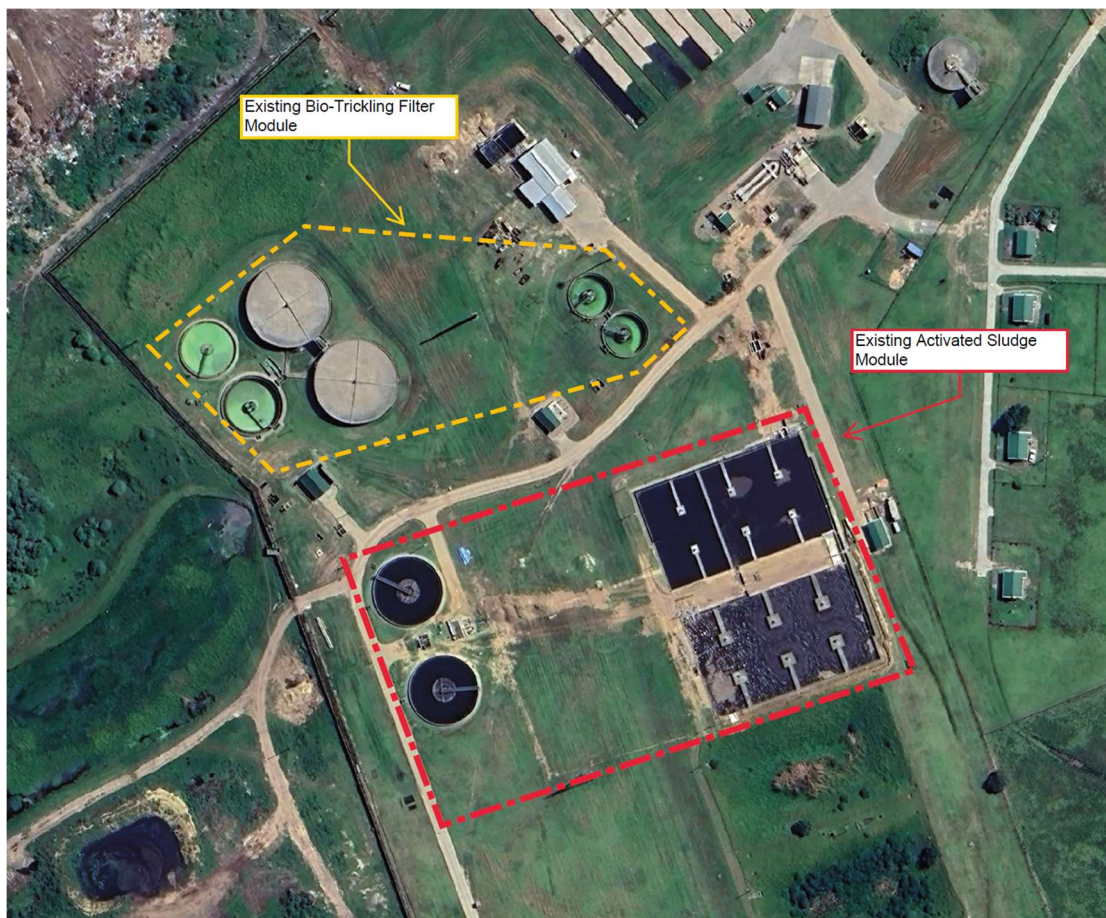 Existing Bio-Trickling Filter
Module
Existing Activated Sludge
Module